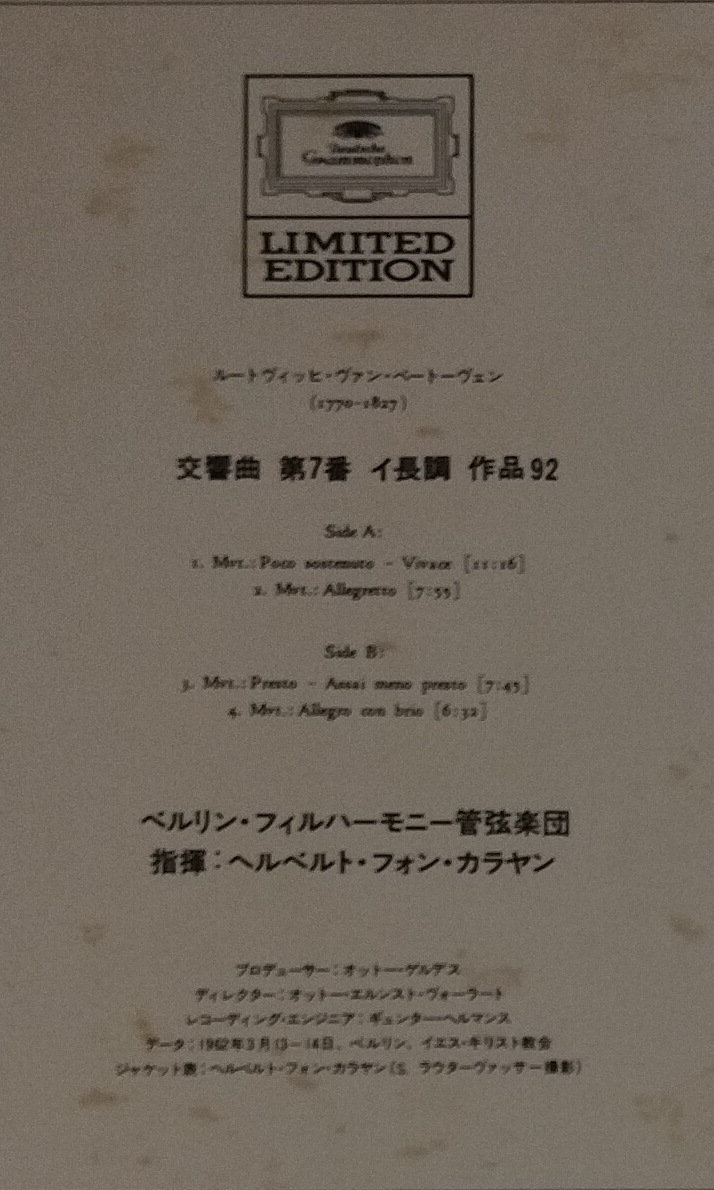 Deutsche
Grammophon
LIMITED
EDITION
ルートヴィッヒ・ヴァン・ベートーヴェン
(1770-1827)
交響曲 第7番 イ長調 作品92
Side A:
1. Mvt.: Poco sostenuto - Vivace [11:16]
2. Mvt.: Allegretto [7:55]
Side B:
3. Mvt.: Presto - Assai meno presto [7:45]
4. Mvt.: Allegro con brio [6:32]
ベルリン・フィルハーモニー管弦楽団
指揮:ヘルベルト・フォン・カラヤン
プロデューサー:オットー・ゲルデス
ディレクター:オットー・エルンスト・ヴォーラート
レコーディング・エンジニア:ギュンター・ヘルマンス
データ:1962年3月13-14日、ベルリン、イエス・キリスト教会
ジャケット表:ヘルベルト・フォン・カラヤン(S. ラウターヴァッサー撮影)